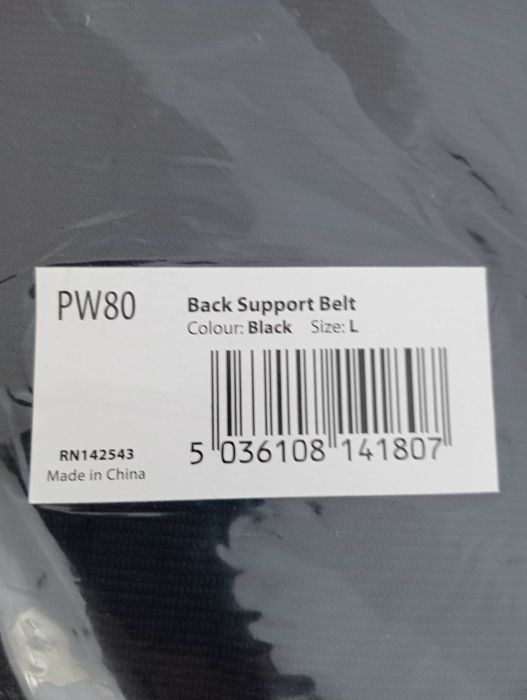 PW80
Back Support Belt
Colour: Black Size: L
5 036108 141807
RN142543
Made in China